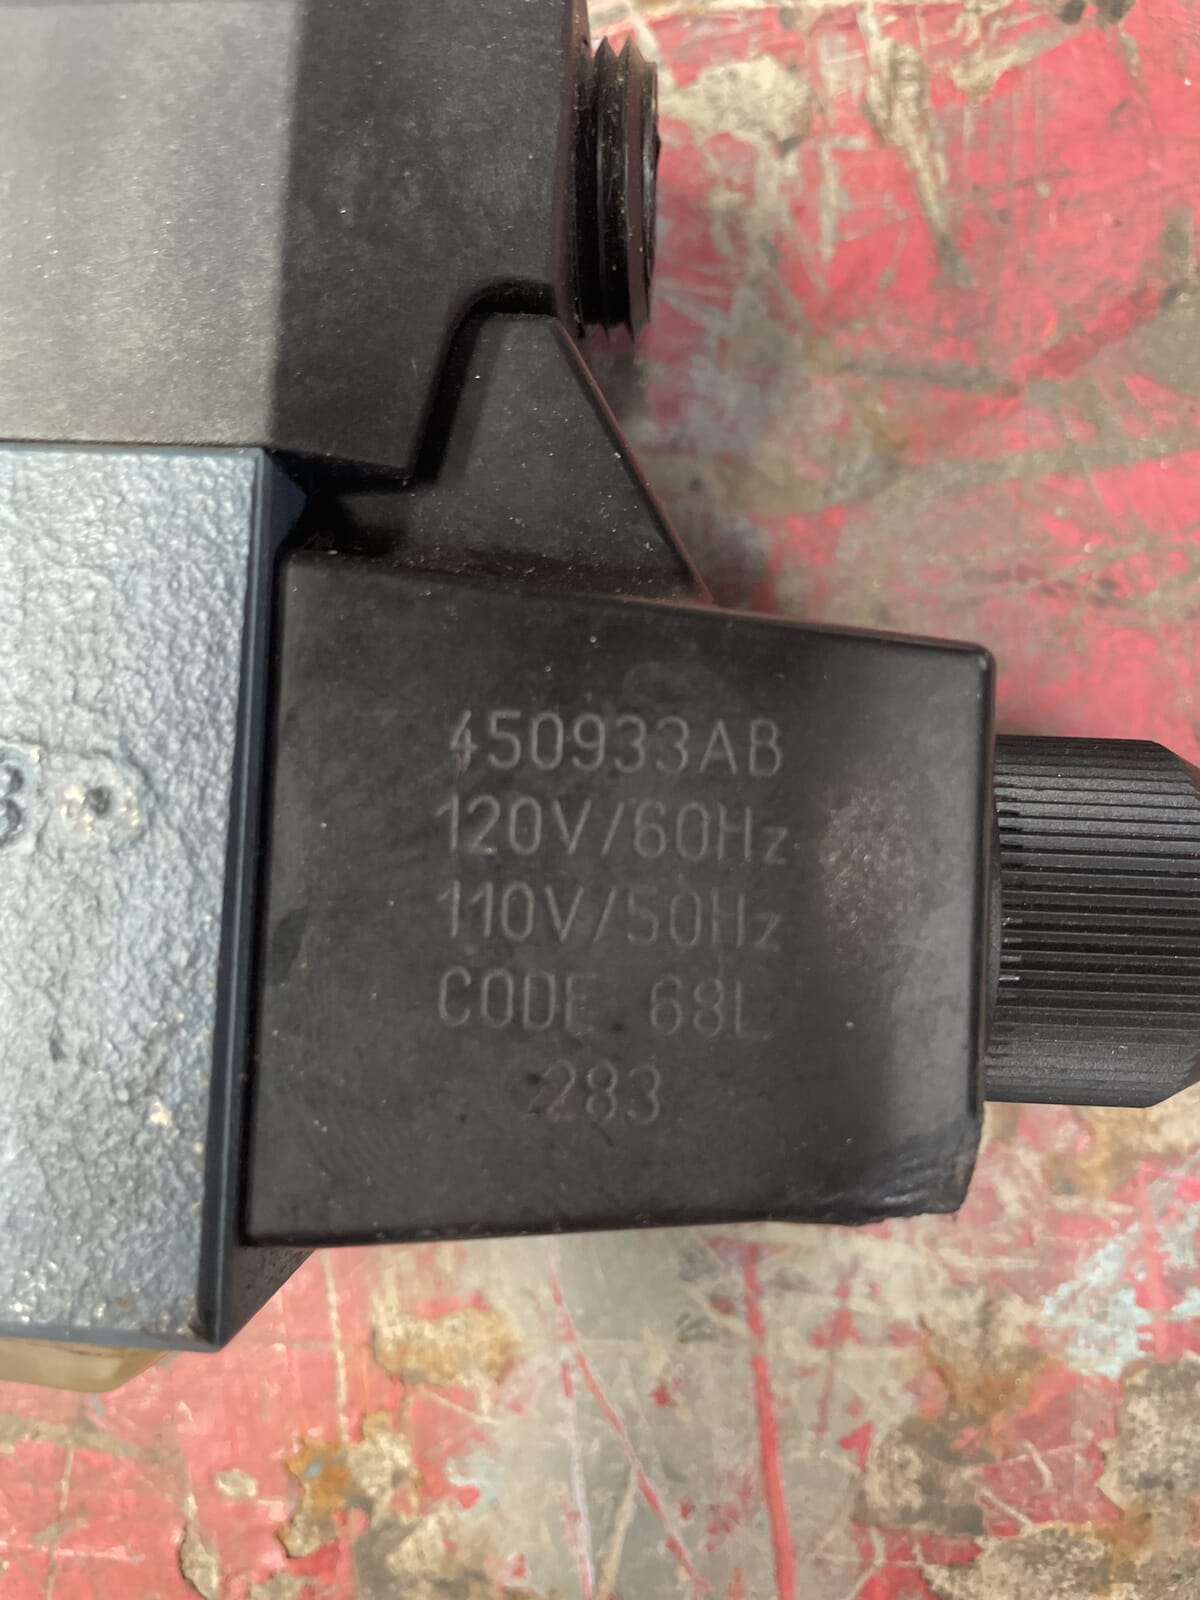 450933AB
120V/60Hz
110V/50Hz
CODE 68L
283